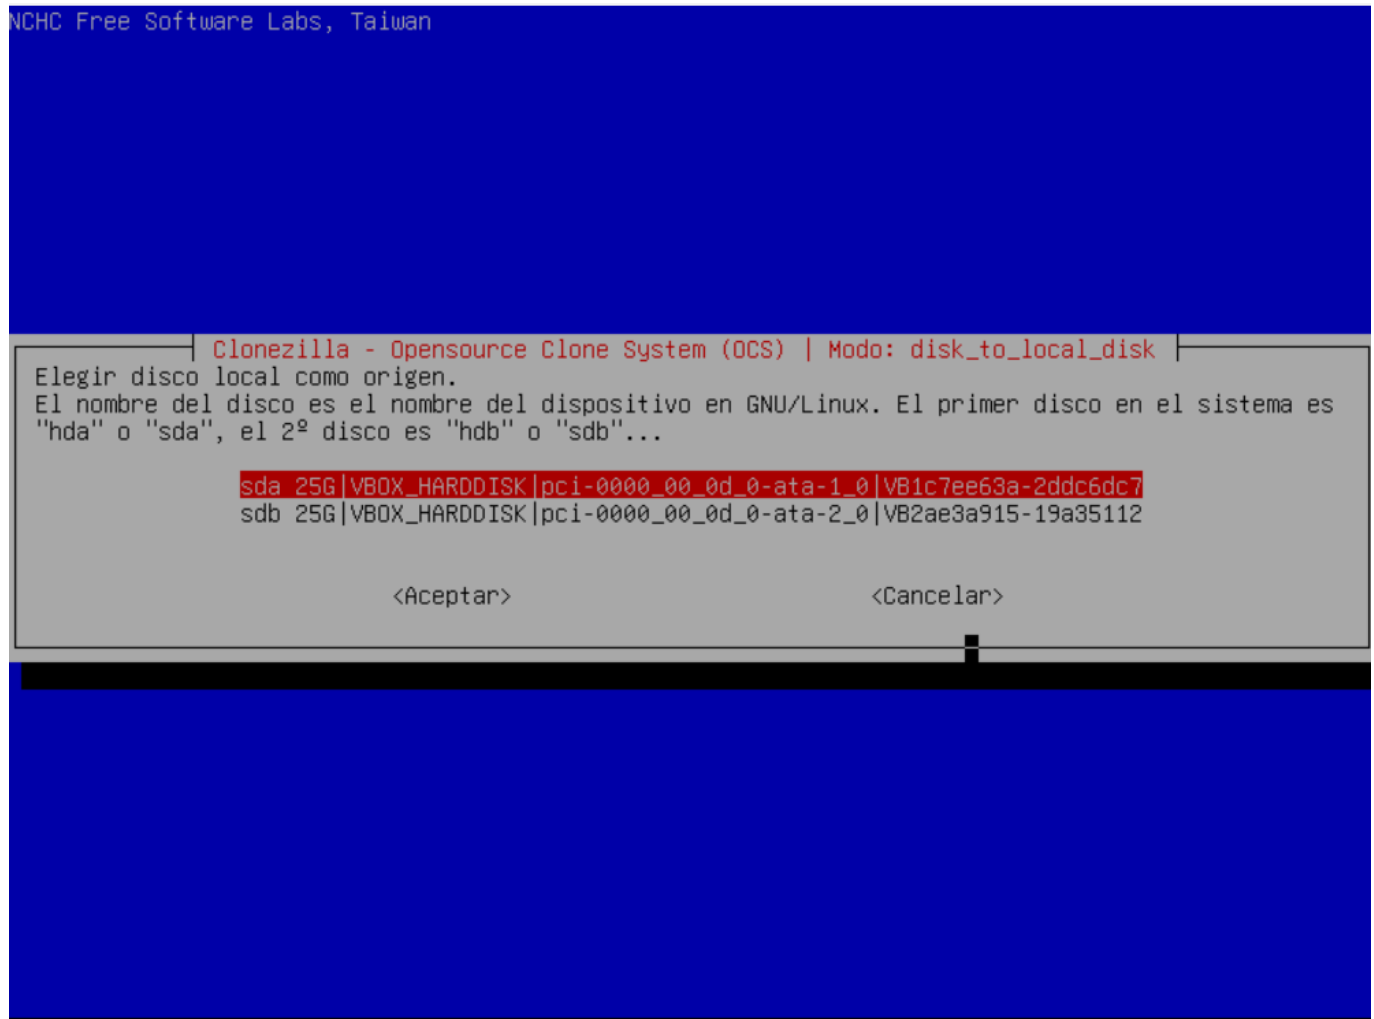 NCHC Free Software Labs, Taiwan
Clonezilla - Opensource Clone System (OCS) | Modo: disk_to_local_disk
Elegir disco local como origen.
El nombre del disco es el nombre del dispositivo en GNU/Linux. El primer disco en el sistema es
"hda" o "sda", el 2º disco es "hdb" o "sdb"...
sda 25G|VBOX_HARDDISK|pci-0000_00_0d_0-ata-1_0|VB1c7ee63a-2ddc6dc7
sdb 25G|VBOX_HARDDISK|pci-0000_00_0d_0-ata-2_0|VB2ae3a915-19a35112
<Aceptar> <Cancelar>